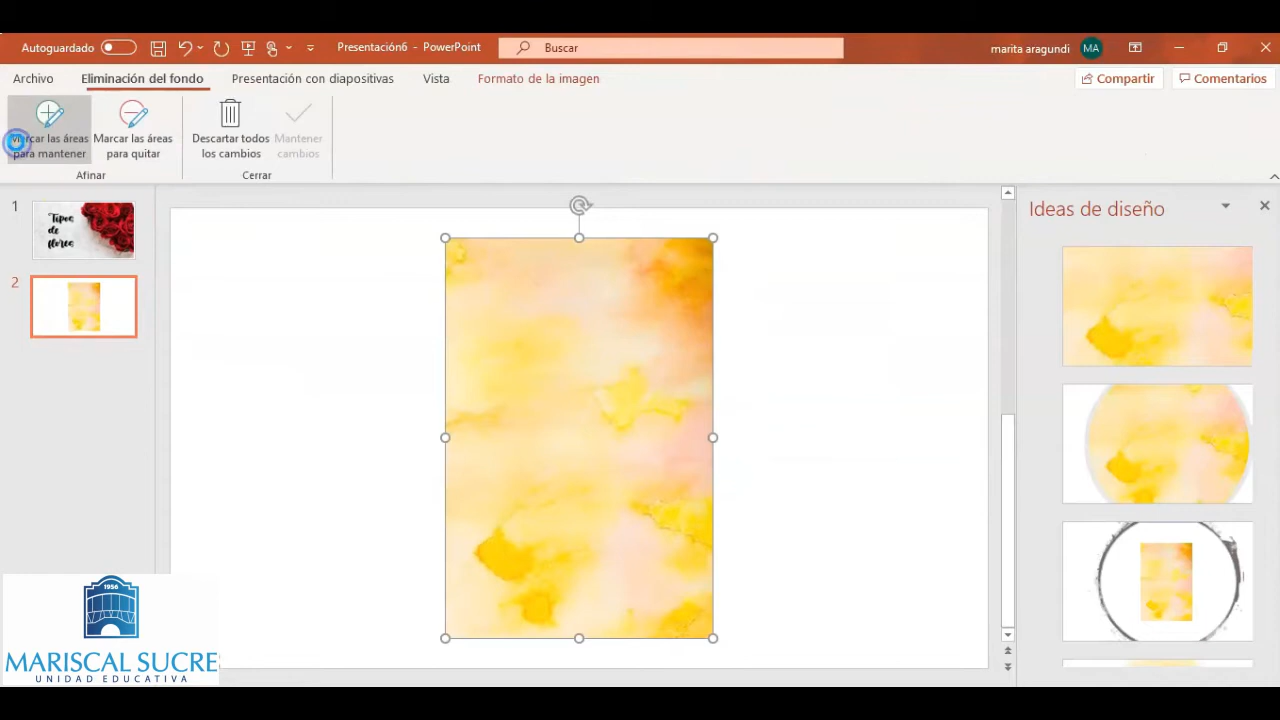 Autoguardado
Presentación6 - PowerPoint
Buscar
marita aragundi
MA
Archivo
Eliminación del fondo
Presentación con diapositivas
Vista
Formato de la imagen
Compartir
Comentarios
Marcar las áreas para mantener
Marcar las áreas para quitar
Descartar todos los cambios
Mantener cambios
Afinar
Cerrar
1
Tipos
de
flores
2
Ideas de diseño
1956
MARISCAL SUCRE
UNIDAD EDUCATIVA